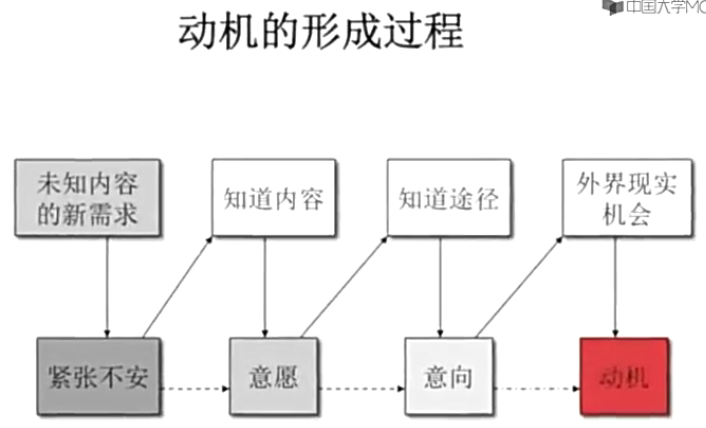 中国大学MO
动机的形成过程
未知内容
的新需求
知道内容
知道途径
外界现实
机会
紧张不安
意愿
意向
动机